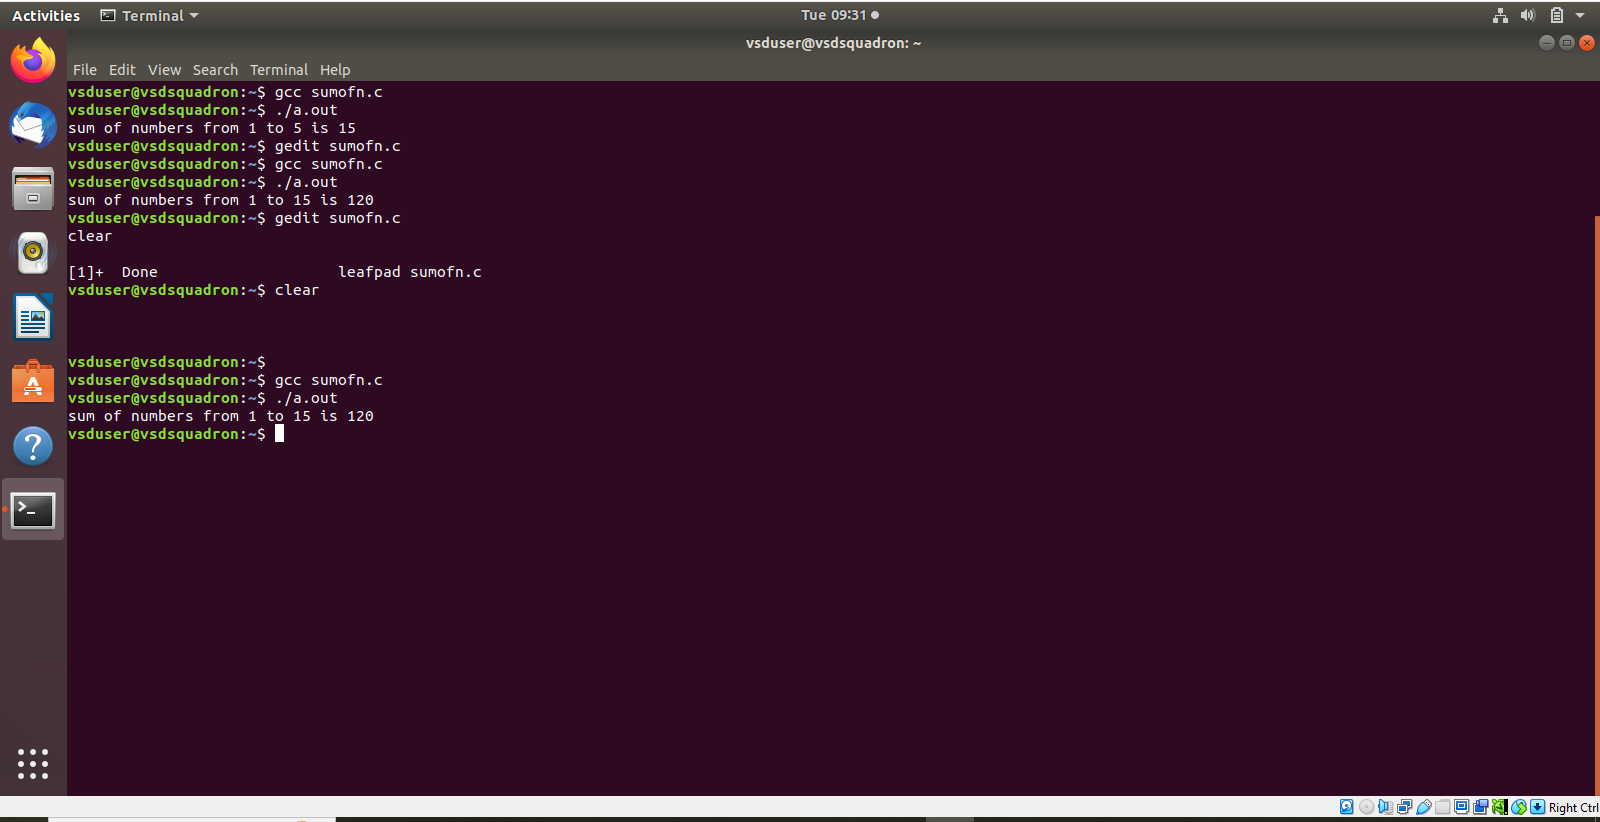 Activities Terminal Tue 09:31
vsduser@vsdsquadron: ~
File Edit View Search Terminal Help
vsduser@vsdsquadron:~$ gcc sumofn.c
vsduser@vsdsquadron:~$ ./a.out
sum of numbers from 1 to 5 is 15
vsduser@vsdsquadron:~$ gedit sumofn.c
vsduser@vsdsquadron:~$ gcc sumofn.c
vsduser@vsdsquadron:~$ ./a.out
sum of numbers from 1 to 15 is 120
vsduser@vsdsquadron:~$ gedit sumofn.c
clear
[1]+  Done                    leafpad sumofn.c
vsduser@vsdsquadron:~$ clear
vsduser@vsdsquadron:~$
vsduser@vsdsquadron:~$ gcc sumofn.c
vsduser@vsdsquadron:~$ ./a.out
sum of numbers from 1 to 15 is 120
vsduser@vsdsquadron:~$
Right Ctrl